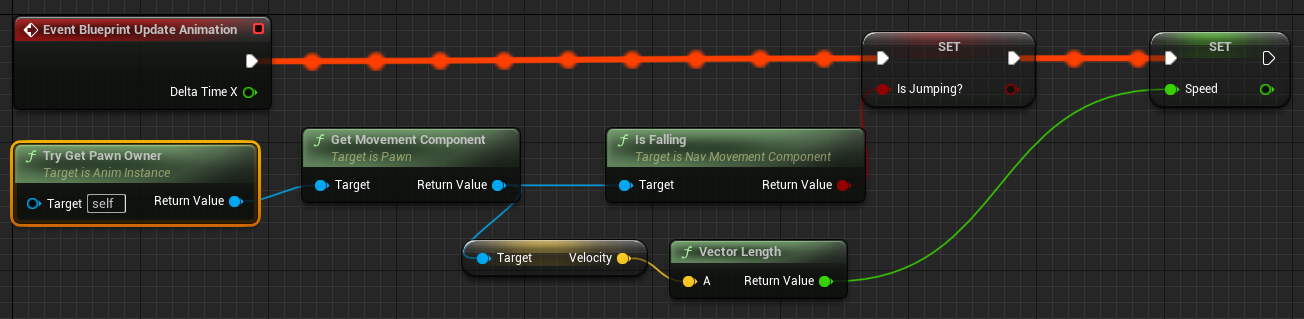 Event Blueprint Update Animation
Delta Time X
SET
Is Jumping?
SET
Speed
f Try Get Pawn Owner
Target is Anim Instance
Target self Return Value
f Get Movement Component
Target is Pawn
Target Return Value
f Is Falling
Target is Nav Movement Component
Target Return Value
Target Velocity
f Vector Length
A Return Value